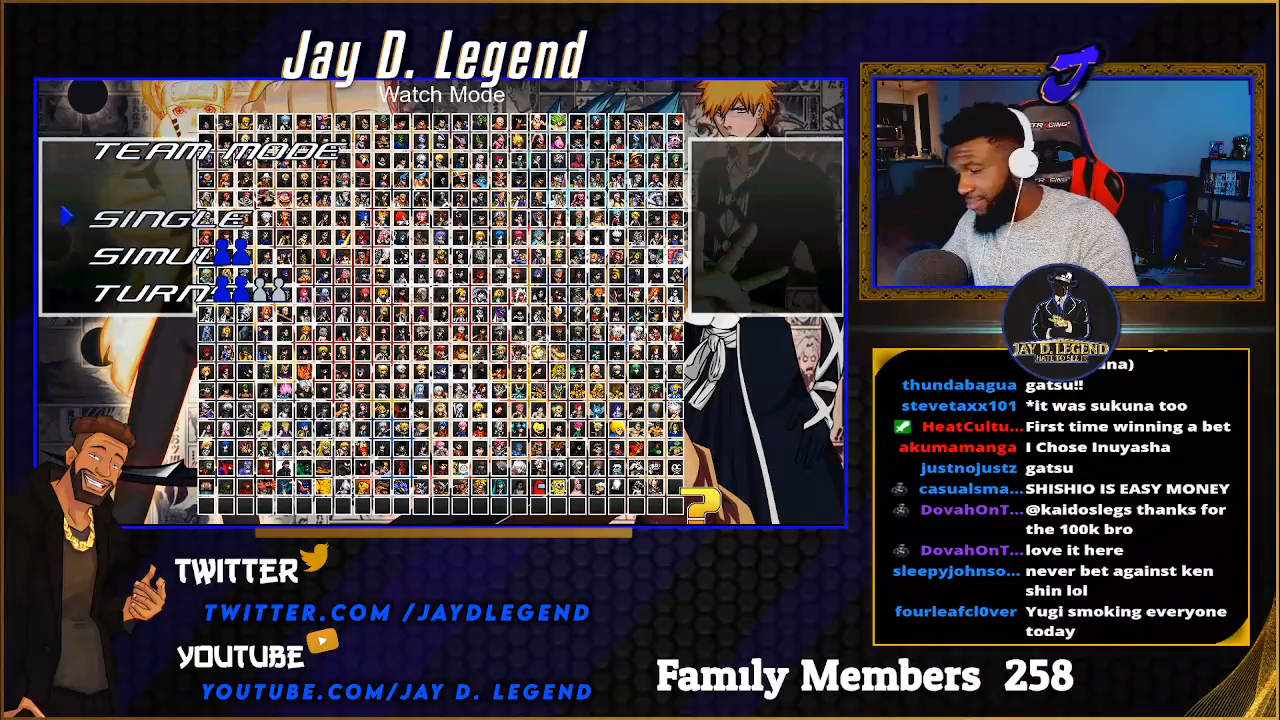 Jay D. Legend
Watch Mode
TEAM MODE
SINGLE
SIMUL
TURN
?
J
JAY D. LEGEND
thundabagua gatsu!!
stevetaxx101 *it was sukuna too
HeatCultu... First time winning a bet
akumamanga I Chose Inuyasha
justnojustz gatsu
casualsma... SHISHIO IS EASY MONEY
DovahOnT... @kaidoslegs thanks for
the 100k bro
DovahOnT... love it here
sleepyjohnso... never bet against ken
shin lol
fourleafcl0ver Yugi smoking everyone
today
TWITTER
TWITTER.COM /JAYDLEGEND
YOUTUBE
YOUTUBE.COM/JAY D. LEGEND
Family Members 258